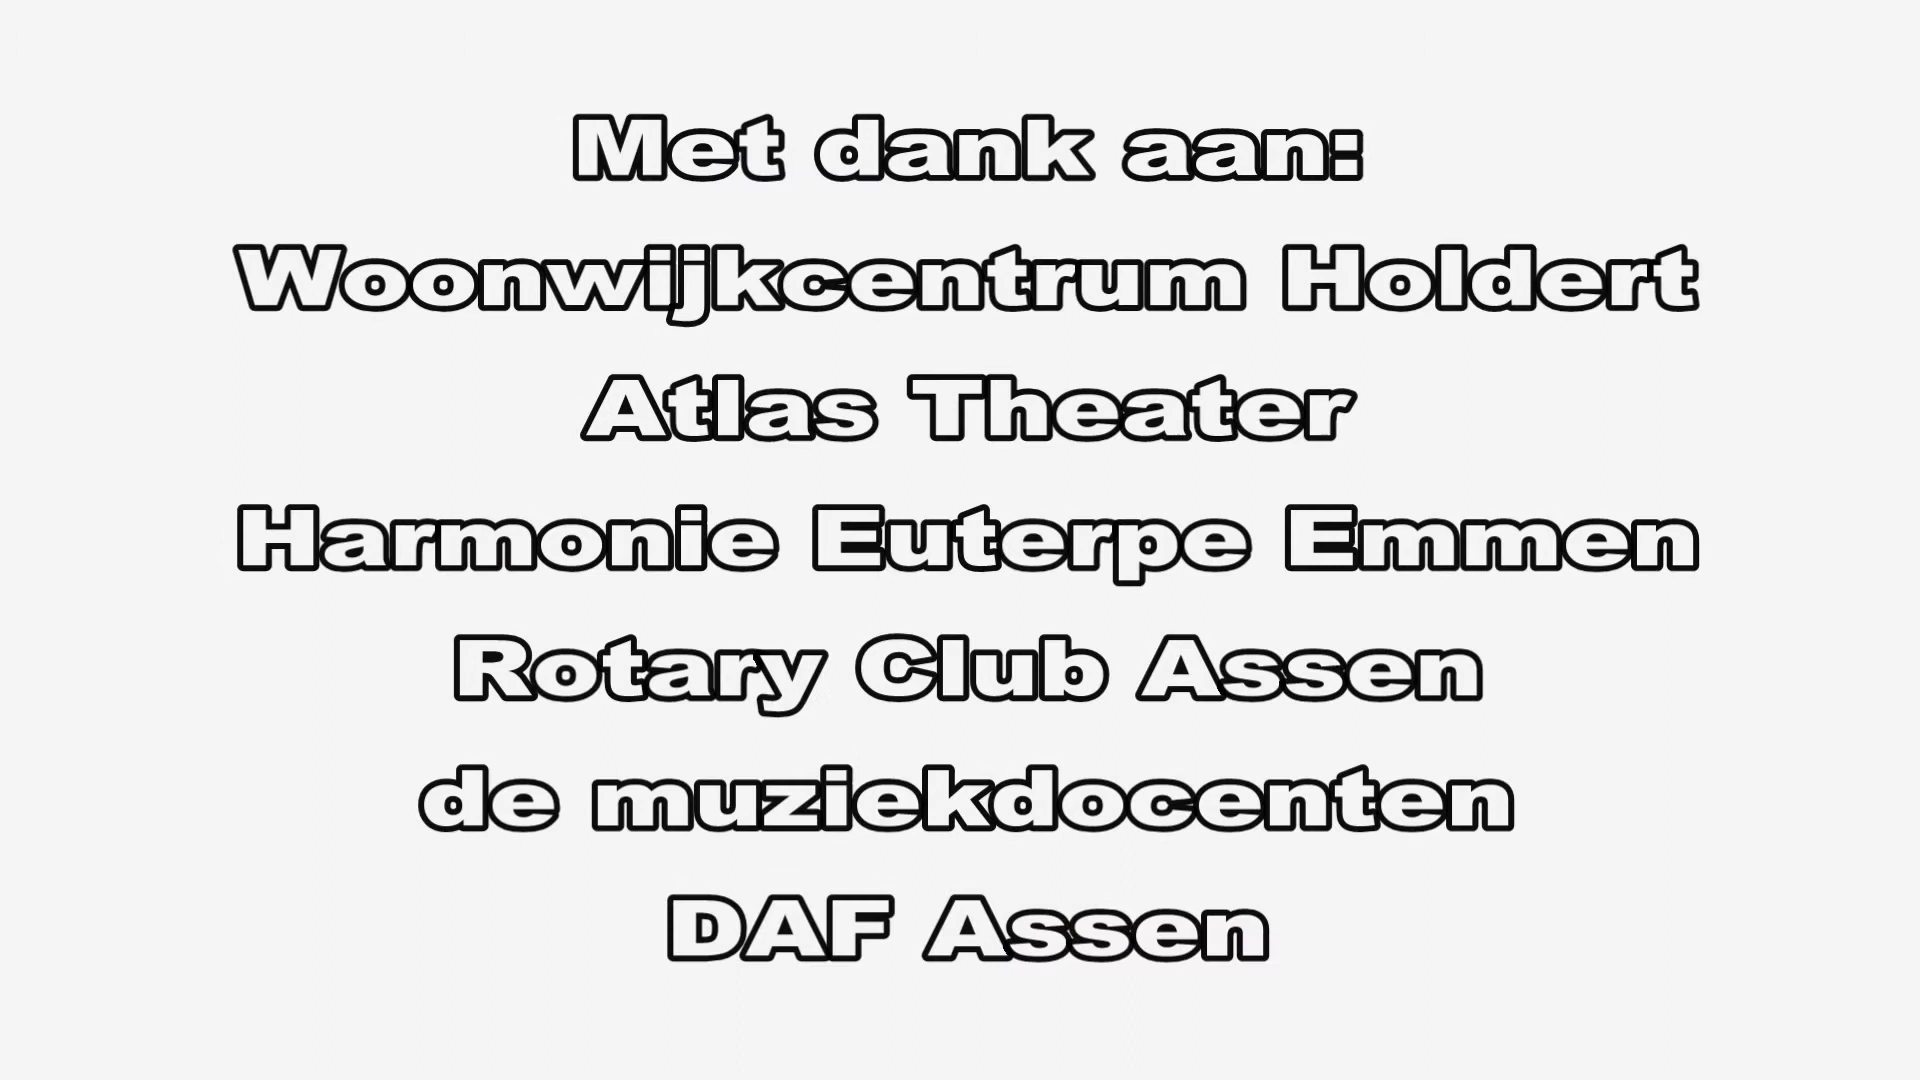 Met dank aan:
Woonwijkcentrum Holdert
Atlas Theater
Harmonie Euterpe Emmen
Rotary Club Assen
de muziekdocenten
DAF Assen